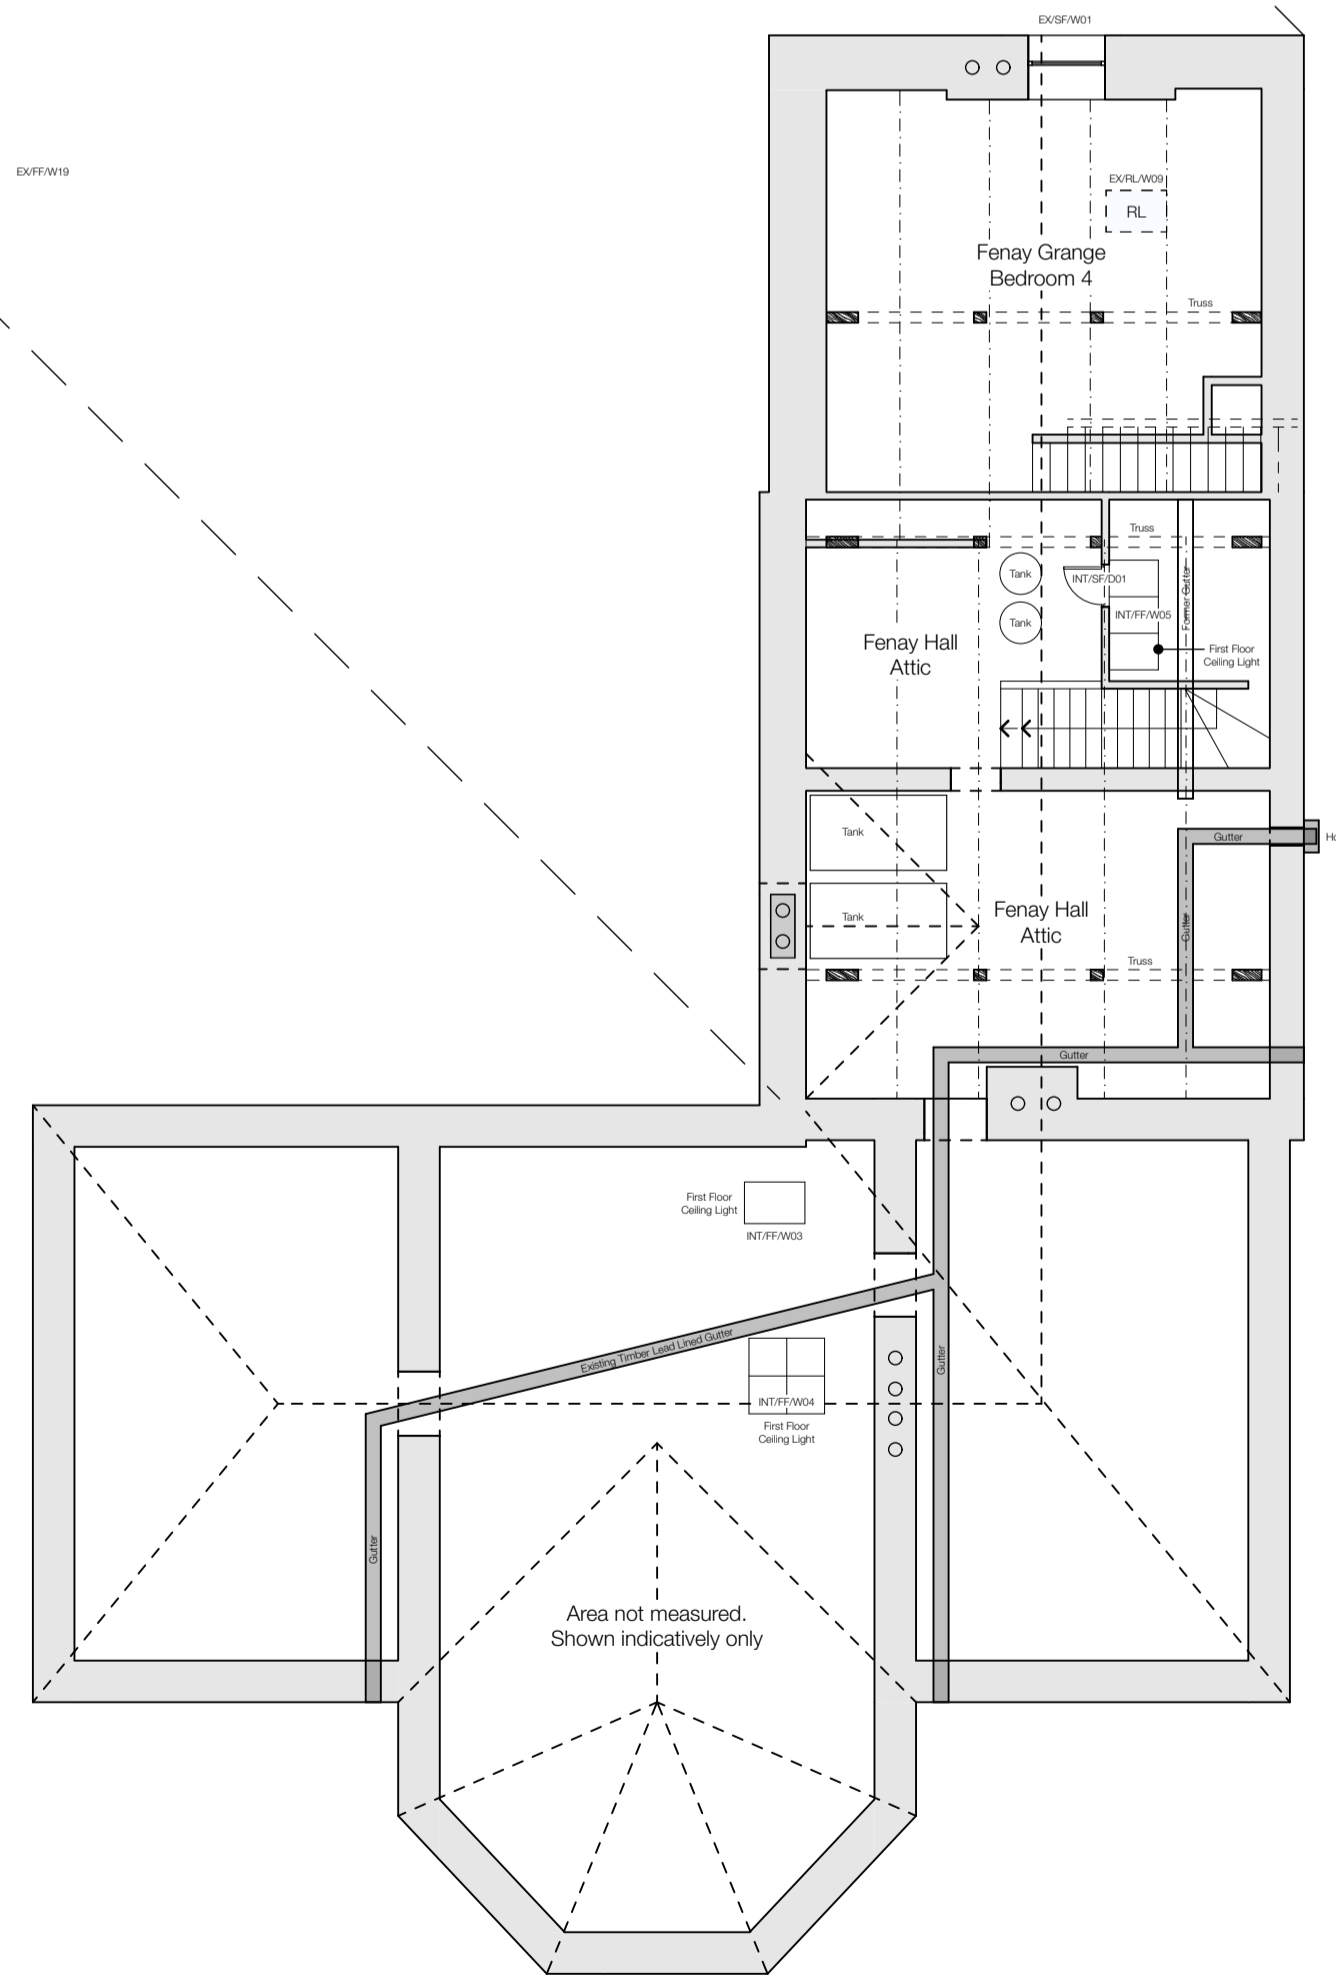 EX/SF/W01
EX/FF/W19
EX/RL/W09
RL
Fenay Grange
Bedroom 4
Truss
Truss
Tank
INT/SF/D01
Former Gutter
INT/FF/W05
Tank
Fenay Hall
Attic
First Floor
Ceiling Light
Tank
Gutter
Ho
Tank
Fenay Hall
Attic
Gutter
Truss
Gutter
First Floor
Ceiling Light
INT/FF/W03
Existing Timber Lead Lined Gutter
Gutter
INT/FF/W04
First Floor
Ceiling Light
Gutter
Area not measured.
Shown indicatively only